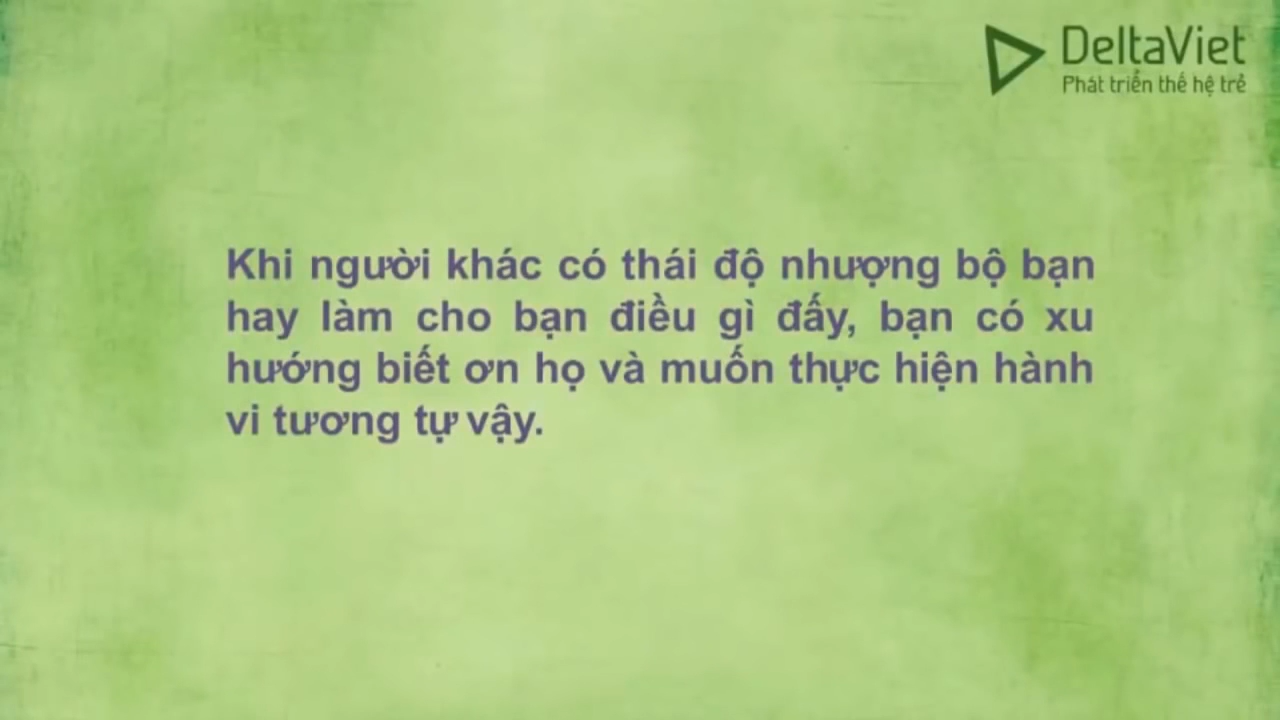 DeltaViet
Phát triển thế hệ trẻ
Khi người khác có thái độ nhượng bộ bạn
hay làm cho bạn điều gì đấy, bạn có xu
hướng biết ơn họ và muốn thực hiện hành
vi tương tự vậy.